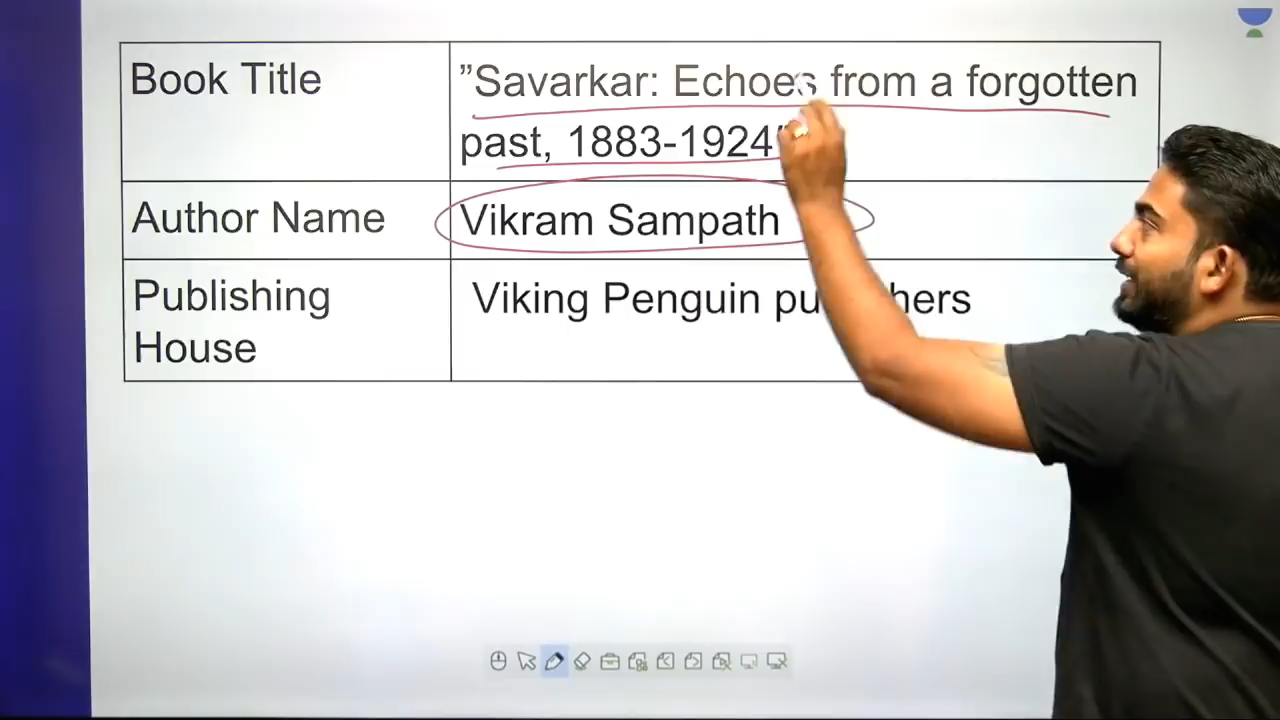 Book Title
”Savarkar: Echoes from a forgotten
past, 1883-1924"
Author Name
Vikram Sampath
Publishing
House
Viking Penguin